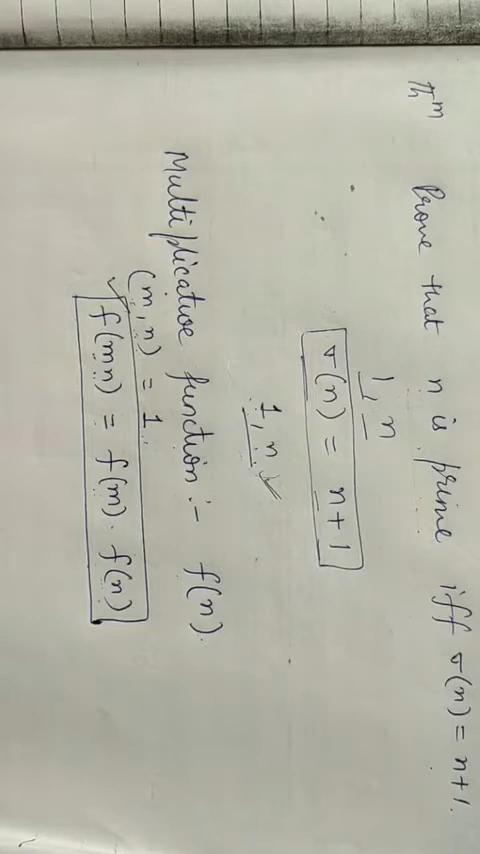 Thm Prove that n is prime iff σ(n) = n+1.
1, n
σ(n) = n+1
1, n ✓
Multiplicative function :- f(n).
(m, n) = 1
f(mn) = f(m) · f(n)